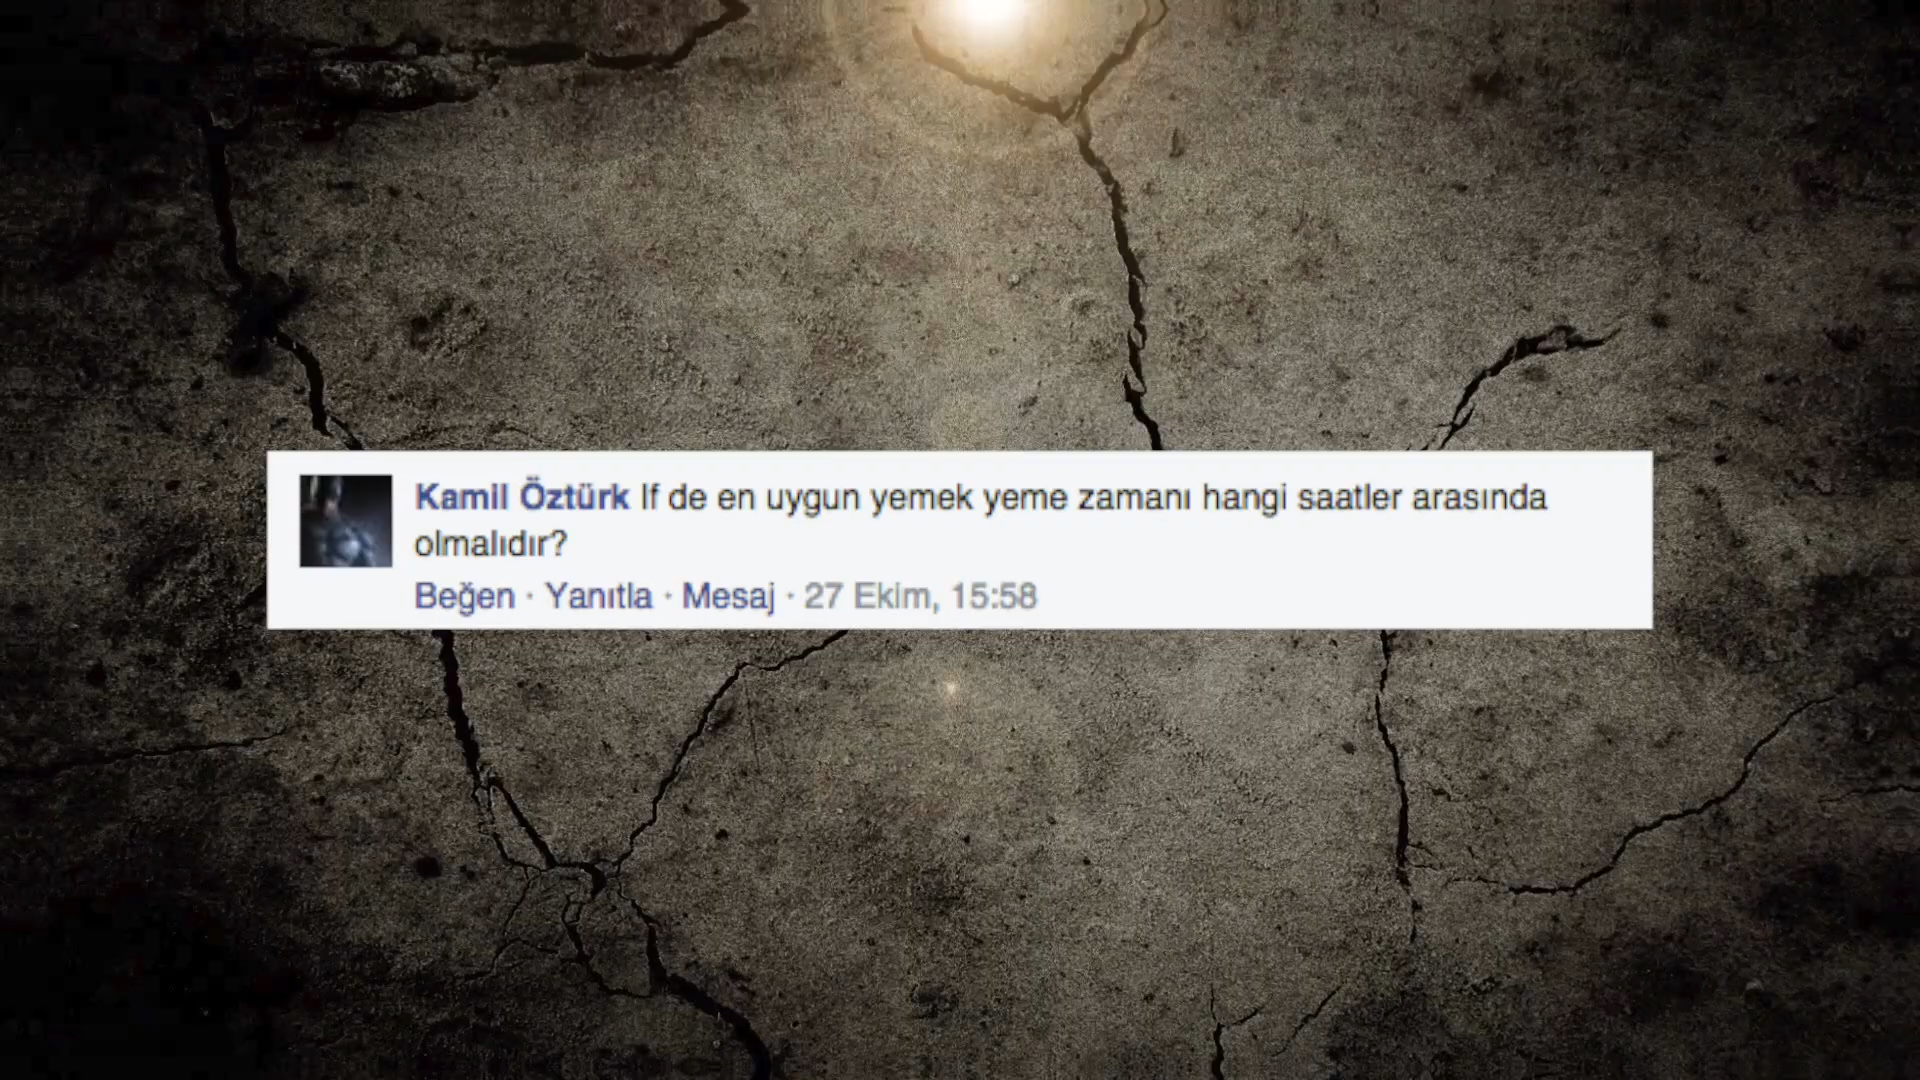 Kamil Öztürk If de en uygun yemek yeme zamanı hangi saatler arasında
olmalıdır?
Beğen · Yanıtla · Mesaj · 27 Ekim, 15:58